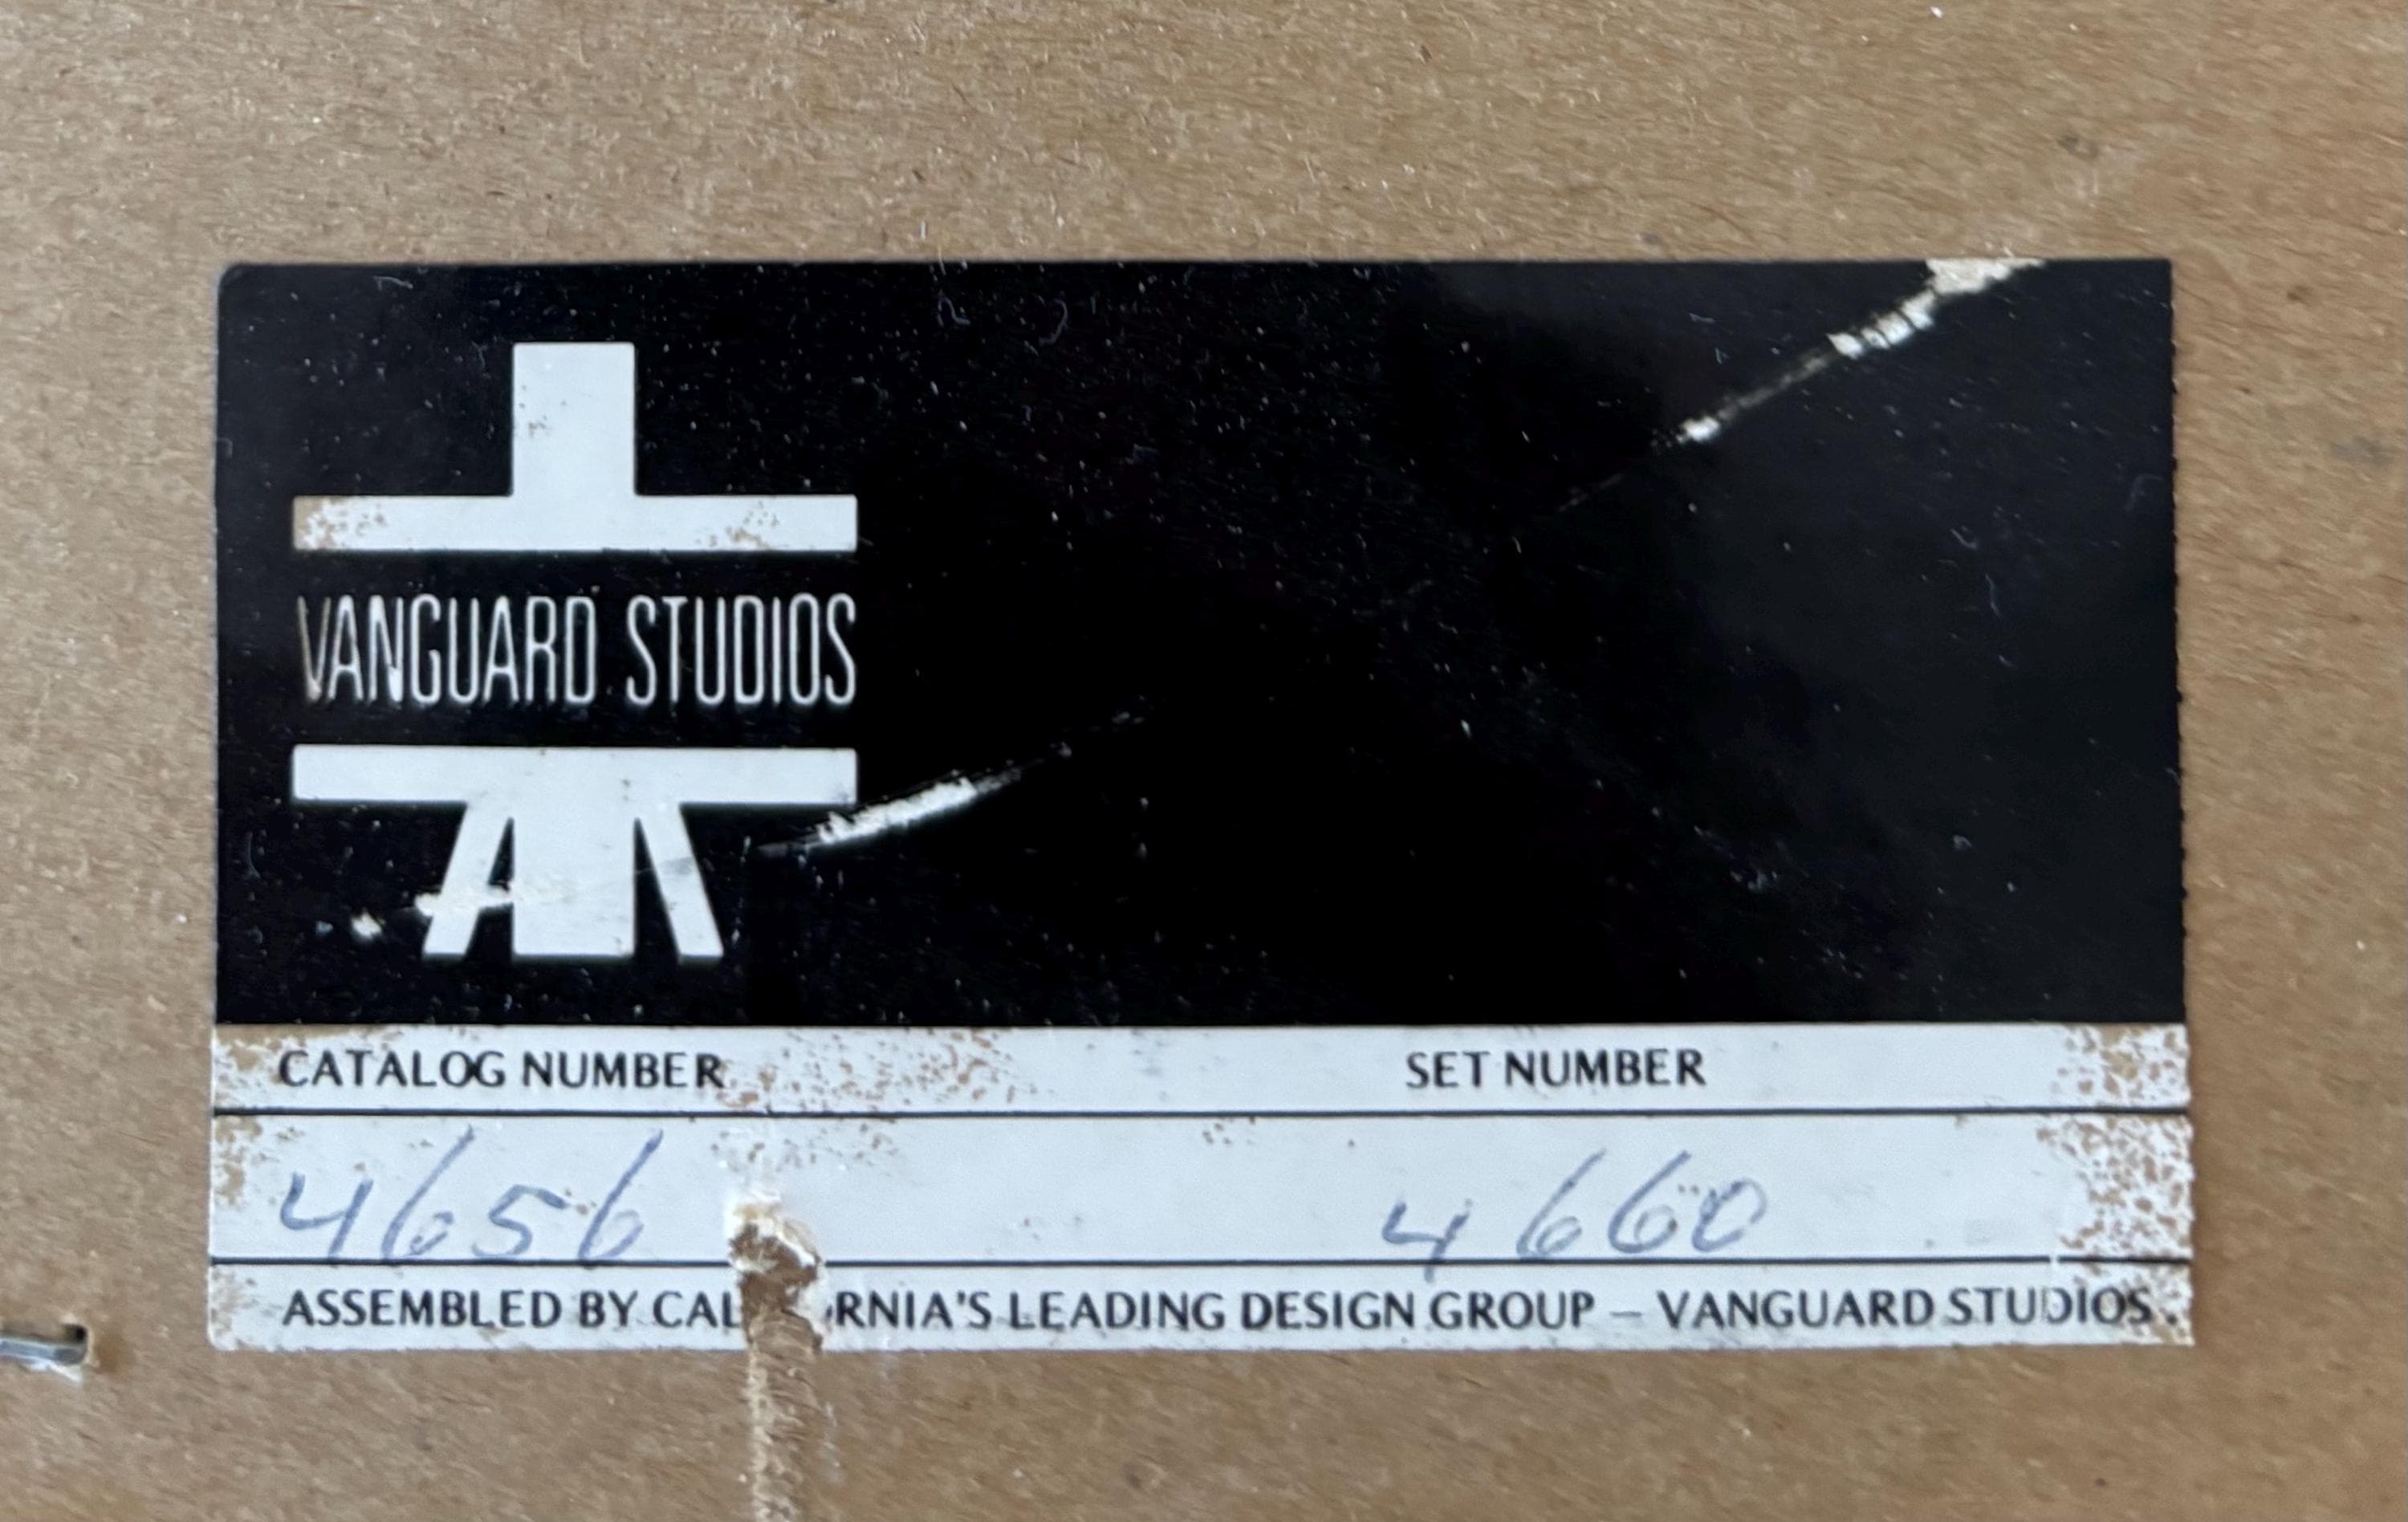 VANGUARD STUDIOS
CATALOG NUMBER SET NUMBER
4656 4660
ASSEMBLED BY CAL RNIA'S LEADING DESIGN GROUP – VANGUARD STUDIOS.